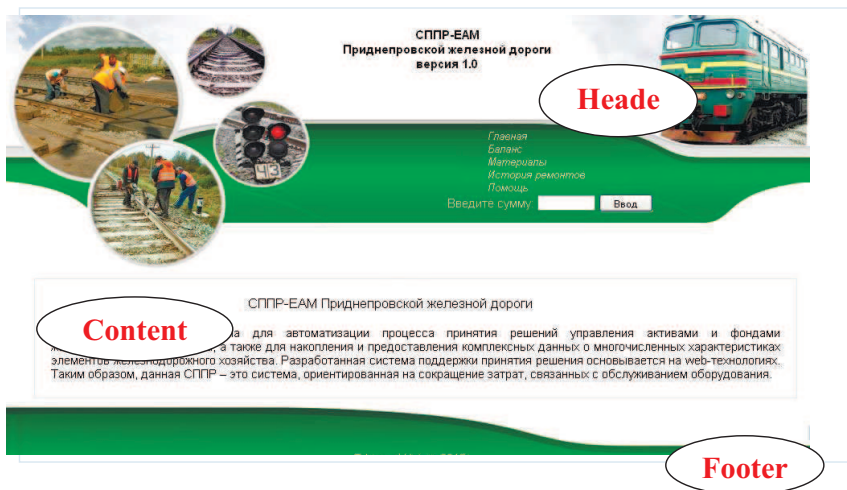 СППР-ЕАМ
Приднепровской железной дороги
версия 1.0
Heade
Главная
Баланс
Материалы
История ремонтов
Помощь
Введите сумму
Ввод
43
СППР-ЕАМ Приднепровской железной дороги
Content
для автоматизации процесса принятия решений управления активами и фондами
а также для накопления и предоставления комплексных данных о многочисленных характеристиках
элементов железнодорожного хозяйства. Разработанная система поддержки принятия решения основывается на web-технологиях.
Таким образом, данная СППР – это система, ориентированная на сокращение затрат, связанных с обслуживанием оборудования.
Footer